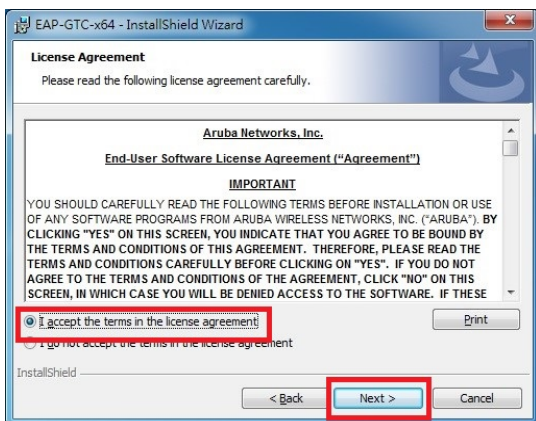 EAP-GTC-x64 - InstallShield Wizard
License Agreement
Please read the following license agreement carefully.
Aruba Networks, Inc.
End-User Software License Agreement (“Agreement”)
IMPORTANT
YOU SHOULD CAREFULLY READ THE FOLLOWING TERMS BEFORE INSTALLATION OR USE
OF ANY SOFTWARE PROGRAMS FROM ARUBA WIRELESS NETWORKS, INC. (“ARUBA”). BY
CLICKING "YES" ON THIS SCREEN, YOU INDICATE THAT YOU AGREE TO BE BOUND BY
THE TERMS AND CONDITIONS OF THIS AGREEMENT. THEREFORE, PLEASE READ THE
TERMS AND CONDITIONS CAREFULLY BEFORE CLICKING ON "YES". IF YOU DO NOT
AGREE TO THE TERMS AND CONDITIONS OF THE AGREEMENT, CLICK "NO" ON THIS
SCREEN, IN WHICH CASE YOU WILL BE DENIED ACCESS TO THE SOFTWARE. IF THESE
I accept the terms in the license agreement
Print
I do not accept the terms in the license agreement
InstallShield
< Back
Next >
Cancel